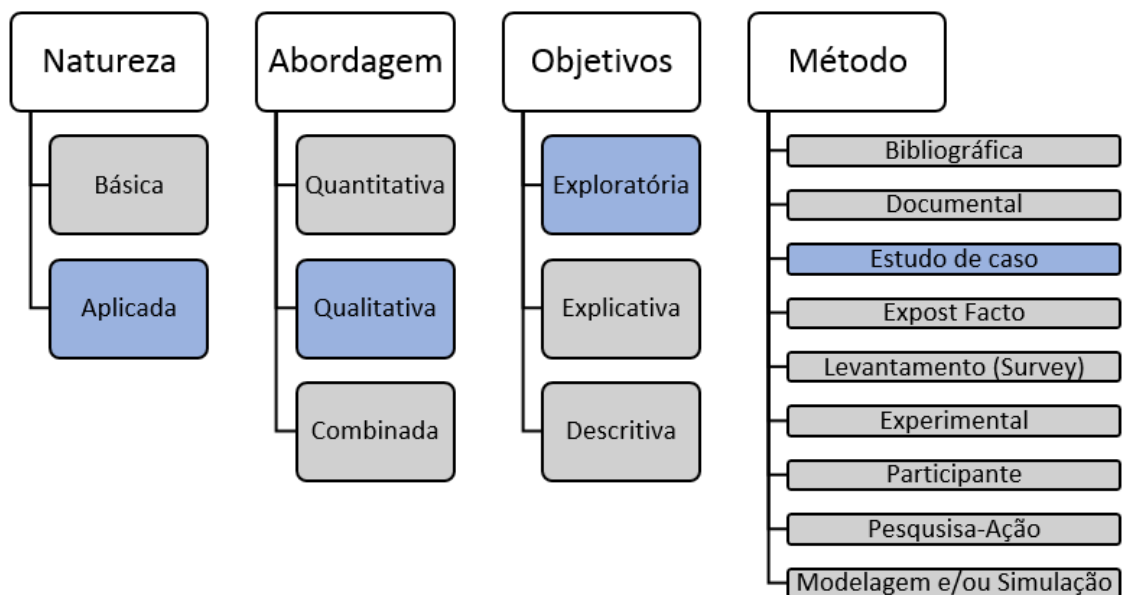 Natureza
Básica
Aplicada
Abordagem
Quantitativa
Qualitativa
Combinada
Objetivos
Exploratória
Explicativa
Descritiva
Método
Bibliográfica
Documental
Estudo de caso
Expost Facto
Levantamento (Survey)
Experimental
Participante
Pesqusisa-Ação
Modelagem e/ou Simulação